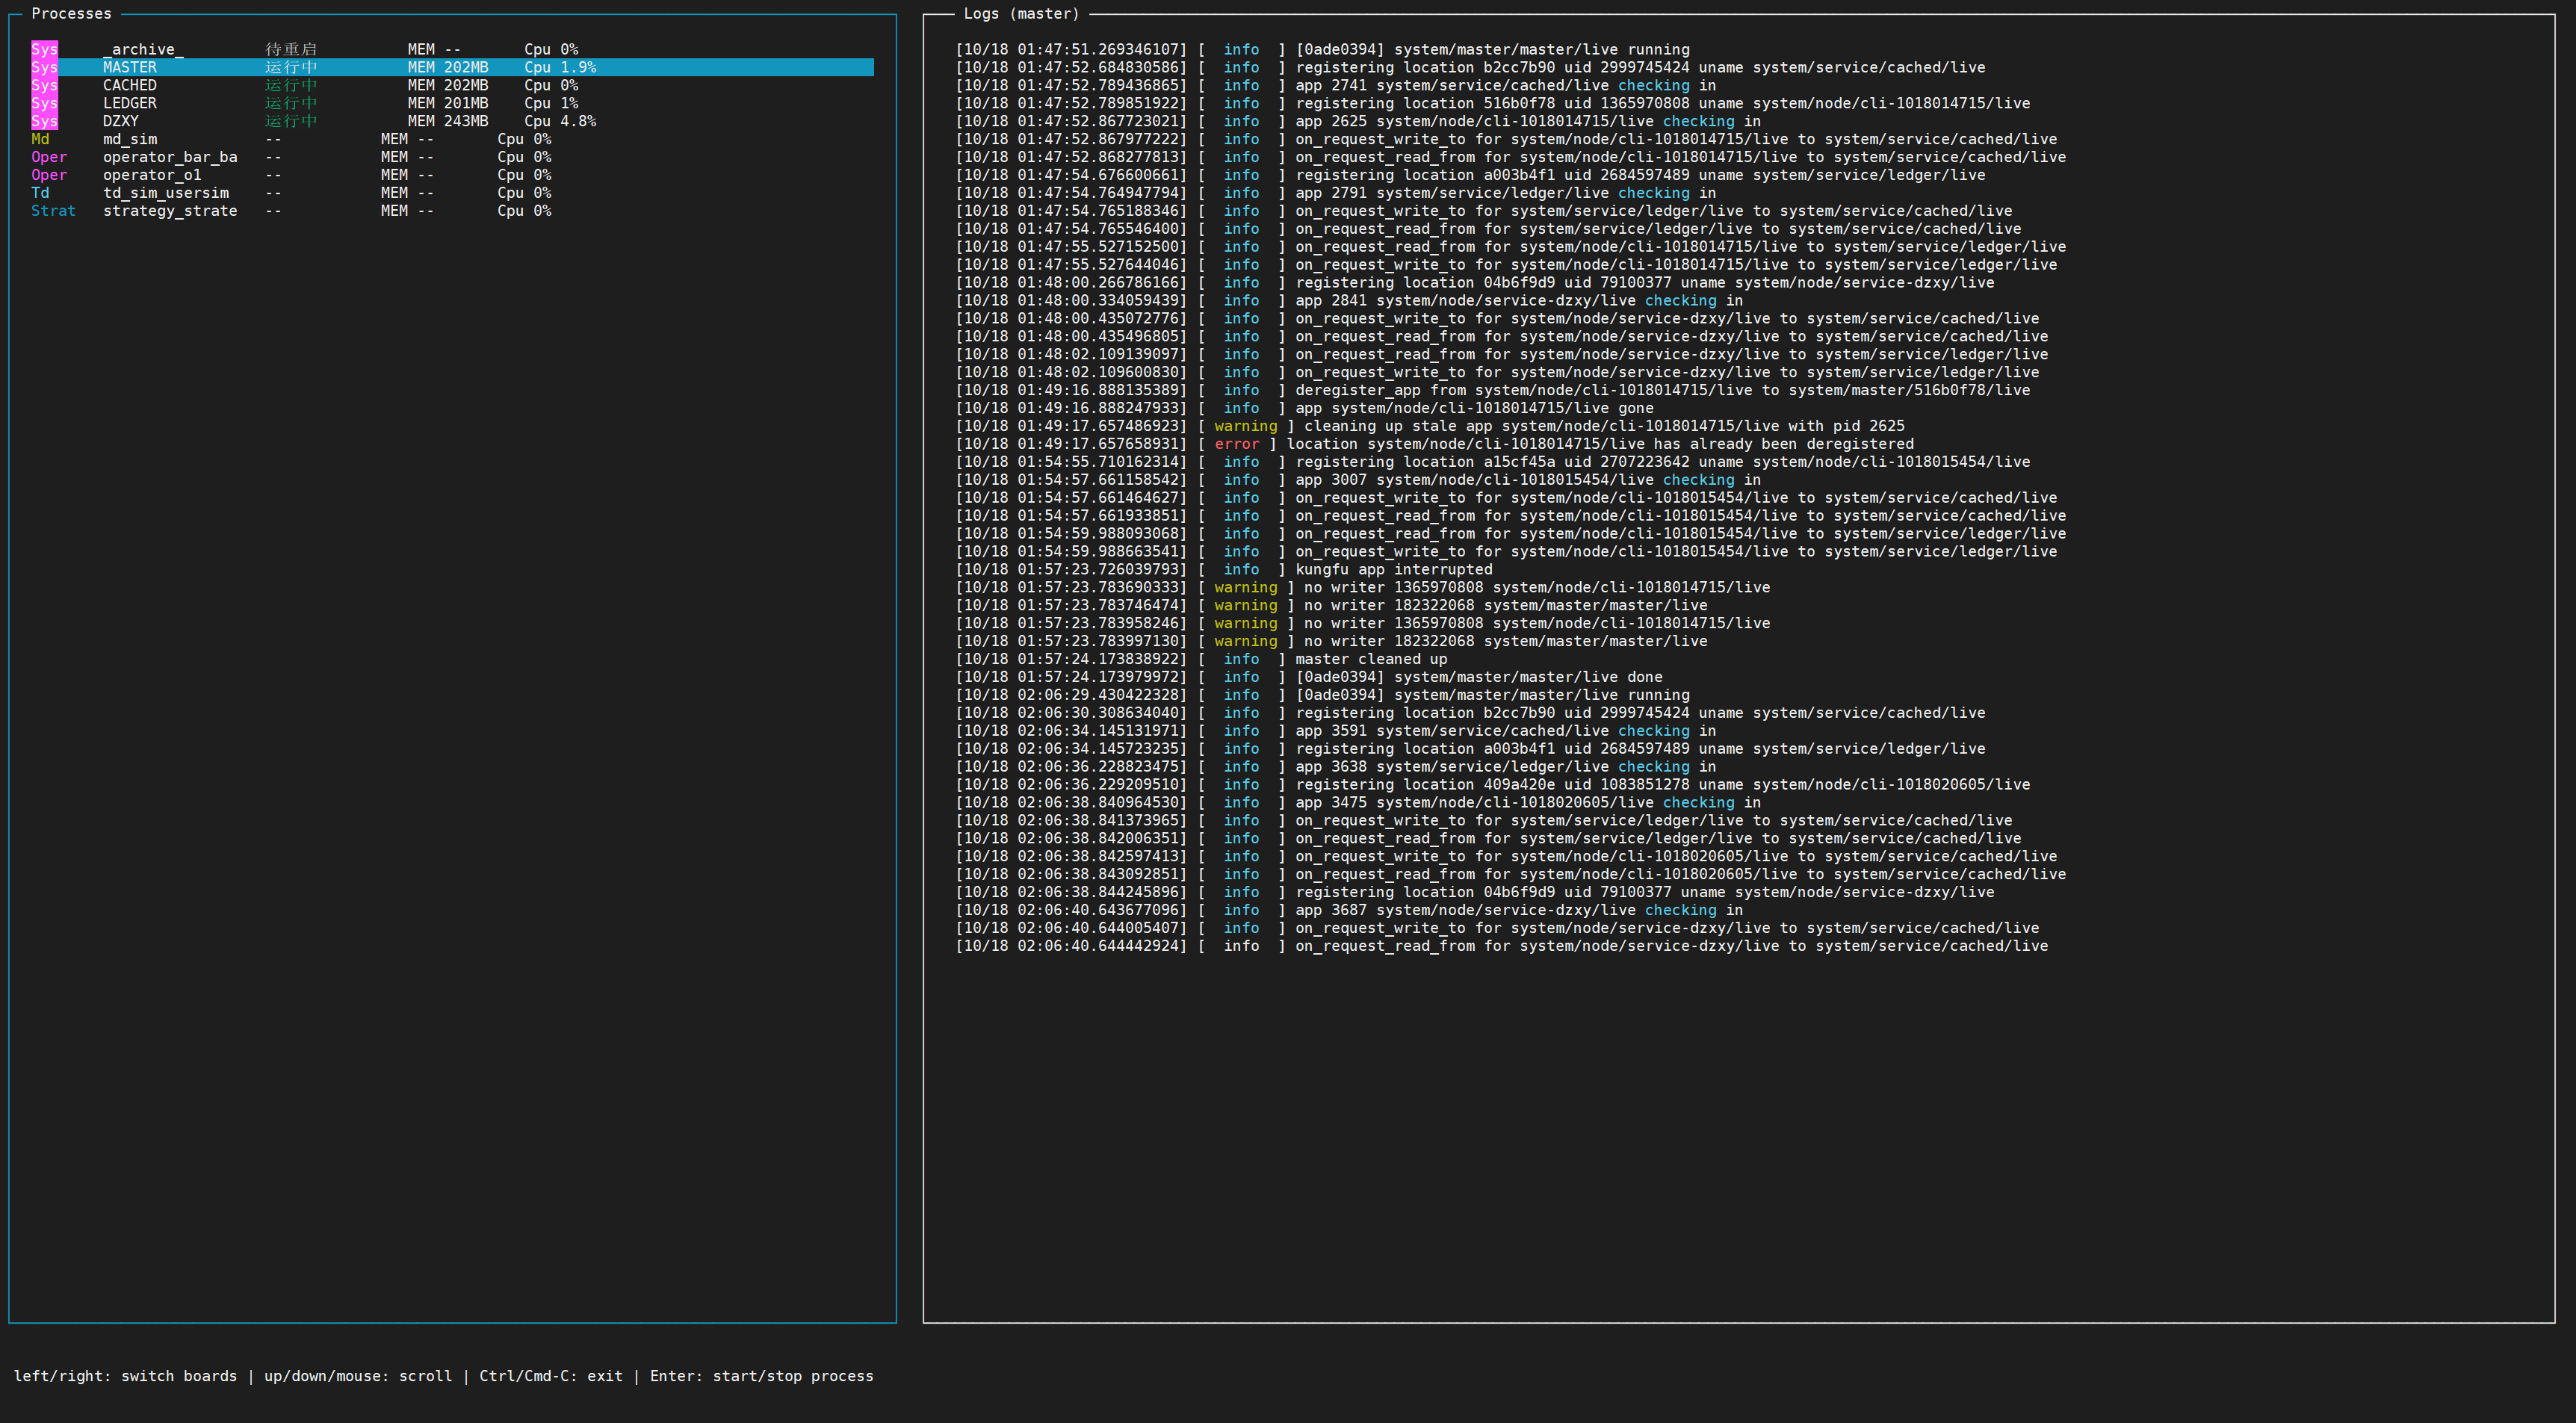 Processes
Sys _archive_ 待重启 MEM -- Cpu 0%
Sys MASTER 运行中 MEM 202MB Cpu 1.9%
Sys CACHED 运行中 MEM 202MB Cpu 0%
Sys LEDGER 运行中 MEM 201MB Cpu 1%
Sys DZXY 运行中 MEM 243MB Cpu 4.8%
Md md_sim -- MEM -- Cpu 0%
Oper operator_bar_ba -- MEM -- Cpu 0%
Oper operator_o1 -- MEM -- Cpu 0%
Td td_sim_usersim -- MEM -- Cpu 0%
Strat strategy_strate -- MEM -- Cpu 0%
Logs (master)
[10/18 01:47:51.269346107] [ info ] [0ade0394] system/master/master/live running
[10/18 01:47:52.684830586] [ info ] registering location b2cc7b90 uid 2999745424 uname system/service/cached/live
[10/18 01:47:52.789436865] [ info ] app 2741 system/service/cached/live checking in
[10/18 01:47:52.789851922] [ info ] registering location 516b0f78 uid 1365970808 uname system/node/cli-1018014715/live
[10/18 01:47:52.867723021] [ info ] app 2625 system/node/cli-1018014715/live checking in
[10/18 01:47:52.867977222] [ info ] on_request_write_to for system/node/cli-1018014715/live to system/service/cached/live
[10/18 01:47:52.868277813] [ info ] on_request_read_from for system/node/cli-1018014715/live to system/service/cached/live
[10/18 01:47:54.676600661] [ info ] registering location a003b4f1 uid 2684597489 uname system/service/ledger/live
[10/18 01:47:54.764947794] [ info ] app 2791 system/service/ledger/live checking in
[10/18 01:47:54.765188346] [ info ] on_request_write_to for system/service/ledger/live to system/service/cached/live
[10/18 01:47:54.765546400] [ info ] on_request_read_from for system/service/ledger/live to system/service/cached/live
[10/18 01:47:55.527152500] [ info ] on_request_read_from for system/node/cli-1018014715/live to system/service/ledger/live
[10/18 01:47:55.527644046] [ info ] on_request_write_to for system/node/cli-1018014715/live to system/service/ledger/live
[10/18 01:48:00.266786166] [ info ] registering location 04b6f9d9 uid 79100377 uname system/node/service-dzxy/live
[10/18 01:48:00.334059439] [ info ] app 2841 system/node/service-dzxy/live checking in
[10/18 01:48:00.435072776] [ info ] on_request_write_to for system/node/service-dzxy/live to system/service/cached/live
[10/18 01:48:00.435496805] [ info ] on_request_read_from for system/node/service-dzxy/live to system/service/cached/live
[10/18 01:48:02.109139097] [ info ] on_request_read_from for system/node/service-dzxy/live to system/service/ledger/live
[10/18 01:48:02.109600830] [ info ] on_request_write_to for system/node/service-dzxy/live to system/service/ledger/live
[10/18 01:49:16.888135389] [ info ] deregister_app from system/node/cli-1018014715/live to system/master/516b0f78/live
[10/18 01:49:16.888247933] [ info ] app system/node/cli-1018014715/live gone
[10/18 01:49:17.657486923] [ warning ] cleaning up stale app system/node/cli-1018014715/live with pid 2625
[10/18 01:49:17.657658931] [ error ] location system/node/cli-1018014715/live has already been deregistered
[10/18 01:54:55.710162314] [ info ] registering location a15cf45a uid 2707223642 uname system/node/cli-1018015454/live
[10/18 01:54:57.661158542] [ info ] app 3007 system/node/cli-1018015454/live checking in
[10/18 01:54:57.661464627] [ info ] on_request_write_to for system/node/cli-1018015454/live to system/service/cached/live
[10/18 01:54:57.661933851] [ info ] on_request_read_from for system/node/cli-1018015454/live to system/service/cached/live
[10/18 01:54:59.988093068] [ info ] on_request_read_from for system/node/cli-1018015454/live to system/service/ledger/live
[10/18 01:54:59.988663541] [ info ] on_request_write_to for system/node/cli-1018015454/live to system/service/ledger/live
[10/18 01:57:23.726039793] [ info ] kungfu app interrupted
[10/18 01:57:23.783690333] [ warning ] no writer 1365970808 system/node/cli-1018014715/live
[10/18 01:57:23.783746474] [ warning ] no writer 182322068 system/master/master/live
[10/18 01:57:23.783958246] [ warning ] no writer 1365970808 system/node/cli-1018014715/live
[10/18 01:57:23.783997130] [ warning ] no writer 182322068 system/master/master/live
[10/18 01:57:24.173838922] [ info ] master cleaned up
[10/18 01:57:24.173979972] [ info ] [0ade0394] system/master/master/live done
[10/18 02:06:29.430422328] [ info ] [0ade0394] system/master/master/live running
[10/18 02:06:30.308634040] [ info ] registering location b2cc7b90 uid 2999745424 uname system/service/cached/live
[10/18 02:06:34.145131971] [ info ] app 3591 system/service/cached/live checking in
[10/18 02:06:34.145723235] [ info ] registering location a003b4f1 uid 2684597489 uname system/service/ledger/live
[10/18 02:06:36.228823475] [ info ] app 3638 system/service/ledger/live checking in
[10/18 02:06:36.229209510] [ info ] registering location 409a420e uid 1083851278 uname system/node/cli-1018020605/live
[10/18 02:06:38.840964530] [ info ] app 3475 system/node/cli-1018020605/live checking in
[10/18 02:06:38.841373965] [ info ] on_request_write_to for system/service/ledger/live to system/service/cached/live
[10/18 02:06:38.842006351] [ info ] on_request_read_from for system/service/ledger/live to system/service/cached/live
[10/18 02:06:38.842597413] [ info ] on_request_write_to for system/node/cli-1018020605/live to system/service/cached/live
[10/18 02:06:38.843092851] [ info ] on_request_read_from for system/node/cli-1018020605/live to system/service/cached/live
[10/18 02:06:38.844245896] [ info ] registering location 04b6f9d9 uid 79100377 uname system/node/service-dzxy/live
[10/18 02:06:40.643677096] [ info ] app 3687 system/node/service-dzxy/live checking in
[10/18 02:06:40.644005407] [ info ] on_request_write_to for system/node/service-dzxy/live to system/service/cached/live
[10/18 02:06:40.644442924] [ info ] on_request_read_from for system/node/service-dzxy/live to system/service/cached/live
left/right: switch boards | up/down/mouse: scroll | Ctrl/Cmd-C: exit | Enter: start/stop process